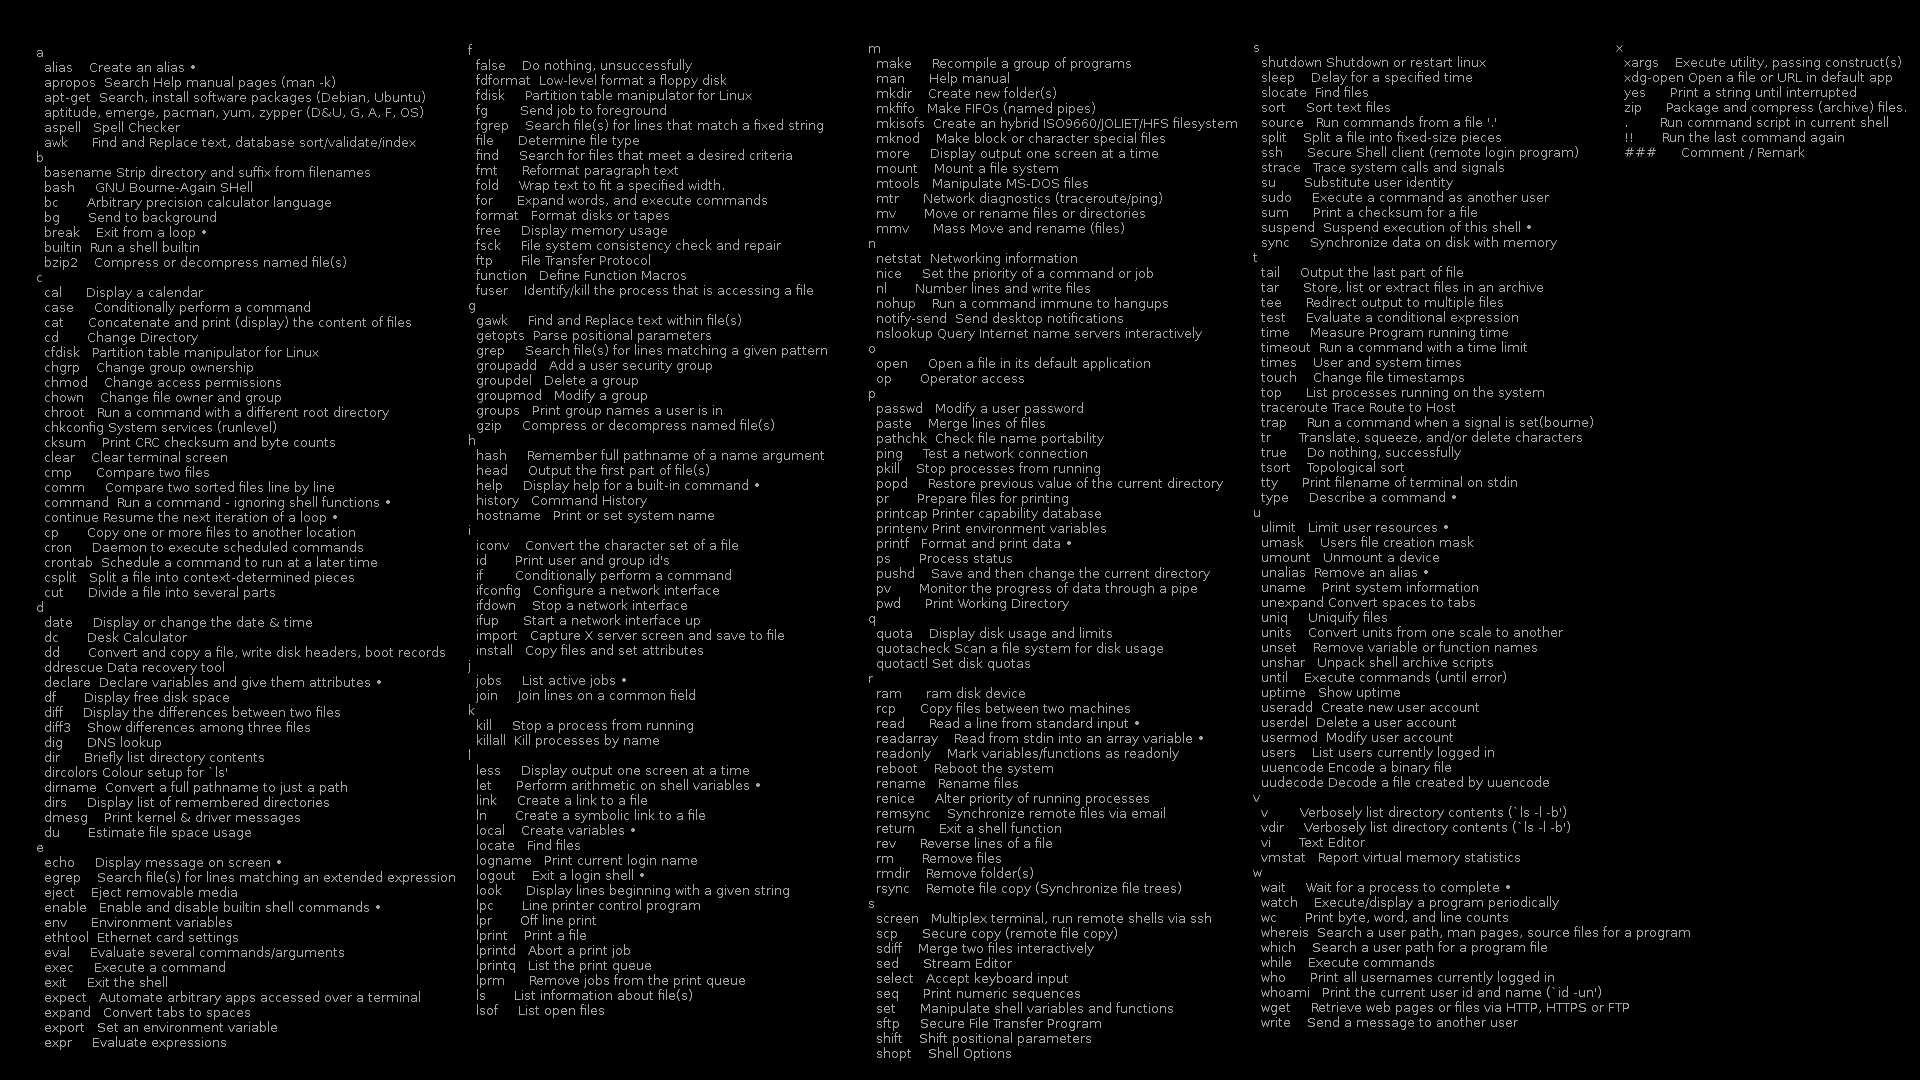 a
alias Create an alias •
apropos Search Help manual pages (man -k)
apt-get Search, install software packages (Debian, Ubuntu)
aptitude, emerge, pacman, yum, zypper (D&U, G, A, F, OS)
aspell Spell Checker
awk Find and Replace text, database sort/validate/index
b
basename Strip directory and suffix from filenames
bash GNU Bourne-Again SHell
bc Arbitrary precision calculator language
bg Send to background
break Exit from a loop •
builtin Run a shell builtin
bzip2 Compress or decompress named file(s)
c
cal Display a calendar
case Conditionally perform a command
cat Concatenate and print (display) the content of files
cd Change Directory
cfdisk Partition table manipulator for Linux
chgrp Change group ownership
chmod Change access permissions
chown Change file owner and group
chroot Run a command with a different root directory
chkconfig System services (runlevel)
cksum Print CRC checksum and byte counts
clear Clear terminal screen
cmp Compare two files
comm Compare two sorted files line by line
command Run a command - ignoring shell functions •
continue Resume the next iteration of a loop •
cp Copy one or more files to another location
cron Daemon to execute scheduled commands
crontab Schedule a command to run at a later time
csplit Split a file into context-determined pieces
cut Divide a file into several parts
d
date Display or change the date & time
dc Desk Calculator
dd Convert and copy a file, write disk headers, boot records
ddrescue Data recovery tool
declare Declare variables and give them attributes •
df Display free disk space
diff Display the differences between two files
diff3 Show differences among three files
dig DNS lookup
dir Briefly list directory contents
dircolors Colour setup for `ls'
dirname Convert a full pathname to just a path
dirs Display list of remembered directories
dmesg Print kernel & driver messages
du Estimate file space usage
e
echo Display message on screen •
egrep Search file(s) for lines matching an extended expression
eject Eject removable media
enable Enable and disable builtin shell commands •
env Environment variables
ethtool Ethernet card settings
eval Evaluate several commands/arguments
exec Execute a command
exit Exit the shell
expect Automate arbitrary apps accessed over a terminal
expand Convert tabs to spaces
export Set an environment variable
expr Evaluate expressions
f
false Do nothing, unsuccessfully
fdformat Low-level format a floppy disk
fdisk Partition table manipulator for Linux
fg Send job to foreground
fgrep Search file(s) for lines that match a fixed string
file Determine file type
find Search for files that meet a desired criteria
fmt Reformat paragraph text
fold Wrap text to fit a specified width.
for Expand words, and execute commands
format Format disks or tapes
free Display memory usage
fsck File system consistency check and repair
ftp File Transfer Protocol
function Define Function Macros
fuser Identify/kill the process that is accessing a file
g
gawk Find and Replace text within file(s)
getopts Parse positional parameters
grep Search file(s) for lines matching a given pattern
groupadd Add a user security group
groupdel Delete a group
groupmod Modify a group
groups Print group names a user is in
gzip Compress or decompress named file(s)
h
hash Remember full pathname of a name argument
head Output the first part of file(s)
help Display help for a built-in command •
history Command History
hostname Print or set system name
i
iconv Convert the character set of a file
id Print user and group id's
if Conditionally perform a command
ifconfig Configure a network interface
ifdown Stop a network interface
ifup Start a network interface up
import Capture X server screen and save to file
install Copy files and set attributes
j
jobs List active jobs •
join Join lines on a common field
k
kill Stop a process from running
killall Kill processes by name
l
less Display output one screen at a time
let Perform arithmetic on shell variables •
link Create a link to a file
ln Create a symbolic link to a file
local Create variables •
locate Find files
logname Print current login name
logout Exit a login shell •
look Display lines beginning with a given string
lpc Line printer control program
lpr Off line print
lprint Print a file
lprintd Abort a print job
lprintq List the print queue
lprm Remove jobs from the print queue
ls List information about file(s)
lsof List open files
m
make Recompile a group of programs
man Help manual
mkdir Create new folder(s)
mkfifo Make FIFOs (named pipes)
mkisofs Create an hybrid ISO9660/JOLIET/HFS filesystem
mknod Make block or character special files
more Display output one screen at a time
mount Mount a file system
mtools Manipulate MS-DOS files
mtr Network diagnostics (traceroute/ping)
mv Move or rename files or directories
mmv Mass Move and rename (files)
n
netstat Networking information
nice Set the priority of a command or job
nl Number lines and write files
nohup Run a command immune to hangups
notify-send Send desktop notifications
nslookup Query Internet name servers interactively
o
open Open a file in its default application
op Operator access
p
passwd Modify a user password
paste Merge lines of files
pathchk Check file name portability
ping Test a network connection
pkill Stop processes from running
popd Restore previous value of the current directory
pr Prepare files for printing
printcap Printer capability database
printenv Print environment variables
printf Format and print data •
ps Process status
pushd Save and then change the current directory
pv Monitor the progress of data through a pipe
pwd Print Working Directory
q
quota Display disk usage and limits
quotacheck Scan a file system for disk usage
quotactl Set disk quotas
r
ram ram disk device
rcp Copy files between two machines
read Read a line from standard input •
readarray Read from stdin into an array variable •
readonly Mark variables/functions as readonly
reboot Reboot the system
rename Rename files
renice Alter priority of running processes
remsync Synchronize remote files via email
return Exit a shell function
rev Reverse lines of a file
rm Remove files
rmdir Remove folder(s)
rsync Remote file copy (Synchronize file trees)
s
screen Multiplex terminal, run remote shells via ssh
scp Secure copy (remote file copy)
sdiff Merge two files interactively
sed Stream Editor
select Accept keyboard input
seq Print numeric sequences
set Manipulate shell variables and functions
sftp Secure File Transfer Program
shift Shift positional parameters
shopt Shell Options
s
shutdown Shutdown or restart linux
sleep Delay for a specified time
slocate Find files
sort Sort text files
source Run commands from a file '.'
split Split a file into fixed-size pieces
ssh Secure Shell client (remote login program)
strace Trace system calls and signals
su Substitute user identity
sudo Execute a command as another user
sum Print a checksum for a file
suspend Suspend execution of this shell •
sync Synchronize data on disk with memory
t
tail Output the last part of file
tar Store, list or extract files in an archive
tee Redirect output to multiple files
test Evaluate a conditional expression
time Measure Program running time
timeout Run a command with a time limit
times User and system times
touch Change file timestamps
top List processes running on the system
traceroute Trace Route to Host
trap Run a command when a signal is set(bourne)
tr Translate, squeeze, and/or delete characters
true Do nothing, successfully
tsort Topological sort
tty Print filename of terminal on stdin
type Describe a command •
u
ulimit Limit user resources •
umask Users file creation mask
umount Unmount a device
unalias Remove an alias •
uname Print system information
unexpand Convert spaces to tabs
uniq Uniquify files
units Convert units from one scale to another
unset Remove variable or function names
unshar Unpack shell archive scripts
until Execute commands (until error)
uptime Show uptime
useradd Create new user account
userdel Delete a user account
usermod Modify user account
users List users currently logged in
uuencode Encode a binary file
uudecode Decode a file created by uuencode
v
v Verbosely list directory contents (`ls -l -b')
vdir Verbosely list directory contents (`ls -l -b')
vi Text Editor
vmstat Report virtual memory statistics
w
wait Wait for a process to complete •
watch Execute/display a program periodically
wc Print byte, word, and line counts
whereis Search a user path, man pages, source files for a program
which Search a user path for a program file
while Execute commands
who Print all usernames currently logged in
whoami Print the current user id and name (`id -un')
wget Retrieve web pages or files via HTTP, HTTPS or FTP
write Send a message to another user
x
xargs Execute utility, passing construct(s)
xdg-open Open a file or URL in default app
yes Print a string until interrupted
zip Package and compress (archive) files.
. Run command script in current shell
!! Run the last command again
### Comment / Remark